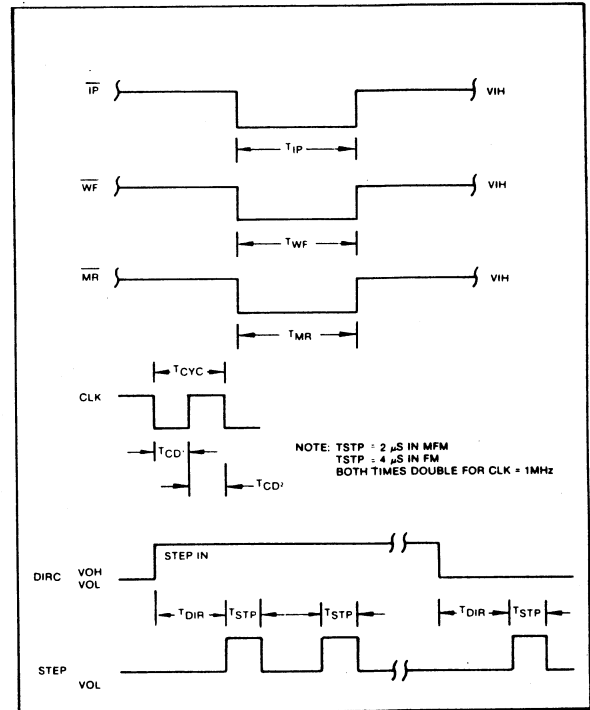 IP VIH
TIP
WF VIH
TWF
MR VIH
TMR
TCYC
CLK
NOTE: TSTP = 2 μS IN MFM
TSTP = 4 μS IN FM
BOTH TIMES DOUBLE FOR CLK = 1MHz
TCD1
TCD2
STEP IN
DIRC VOH
VOL
TDIR TSTP TSTP TDIR TSTP
STEP
VOL